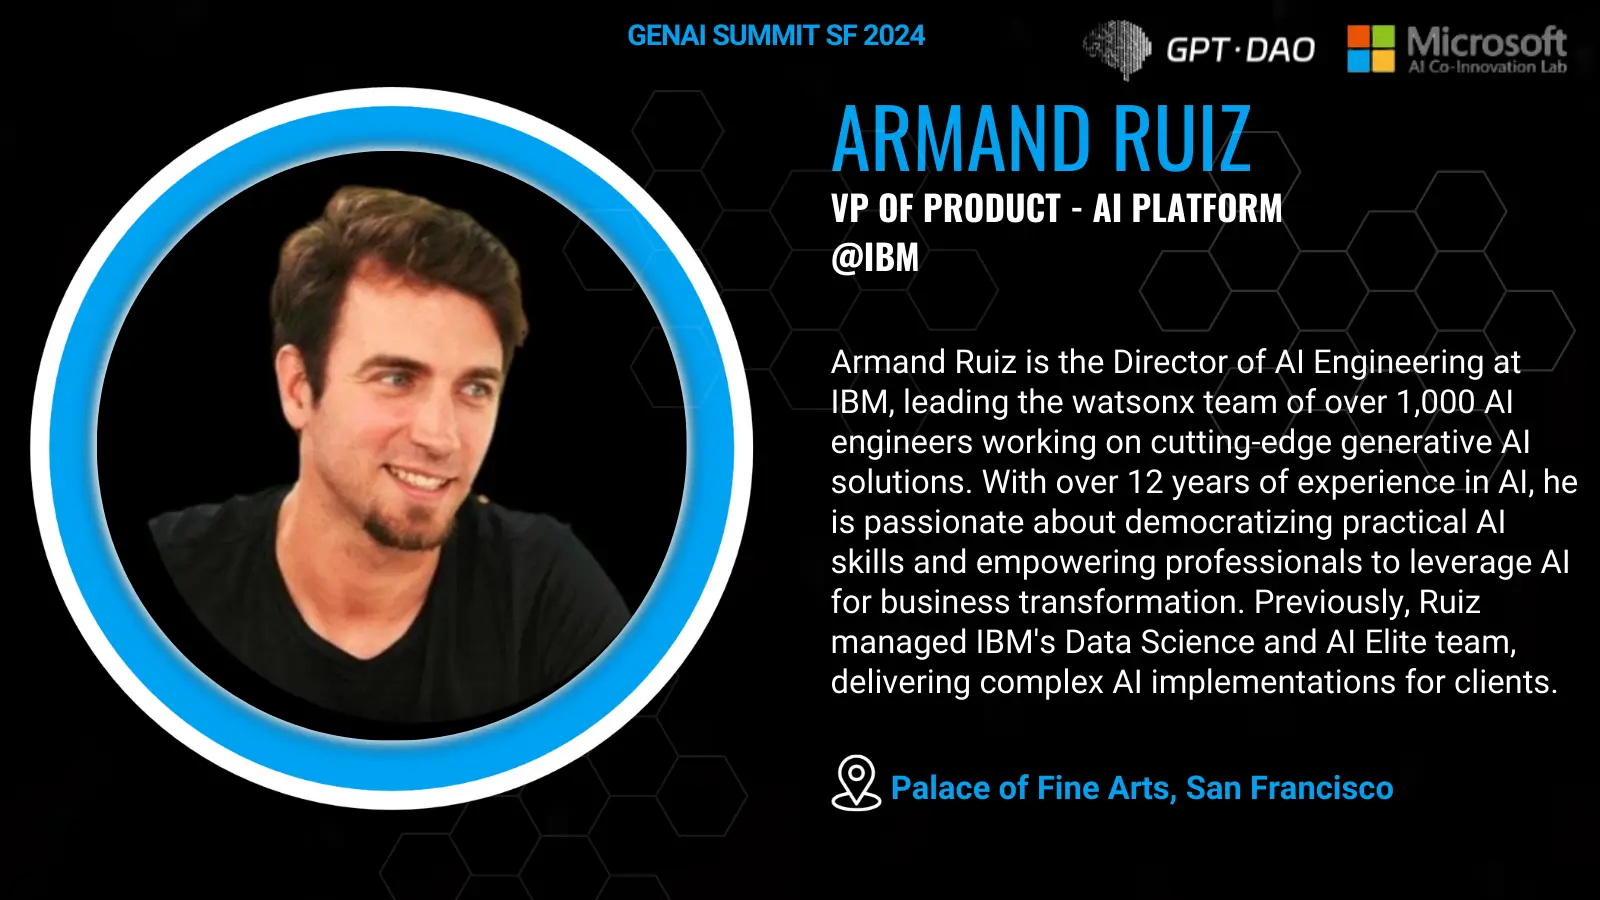 GENAI SUMMIT SF 2024
GPT·DAO
Microsoft
AI Co-Innovation Lab
ARMAND RUIZ
VP OF PRODUCT - AI PLATFORM
@IBM
Armand Ruiz is the Director of AI Engineering at
IBM, leading the watsonx team of over 1,000 AI
engineers working on cutting-edge generative AI
solutions. With over 12 years of experience in AI, he
is passionate about democratizing practical AI
skills and empowering professionals to leverage AI
for business transformation. Previously, Ruiz
managed IBM's Data Science and AI Elite team,
delivering complex AI implementations for clients.
Palace of Fine Arts, San Francisco